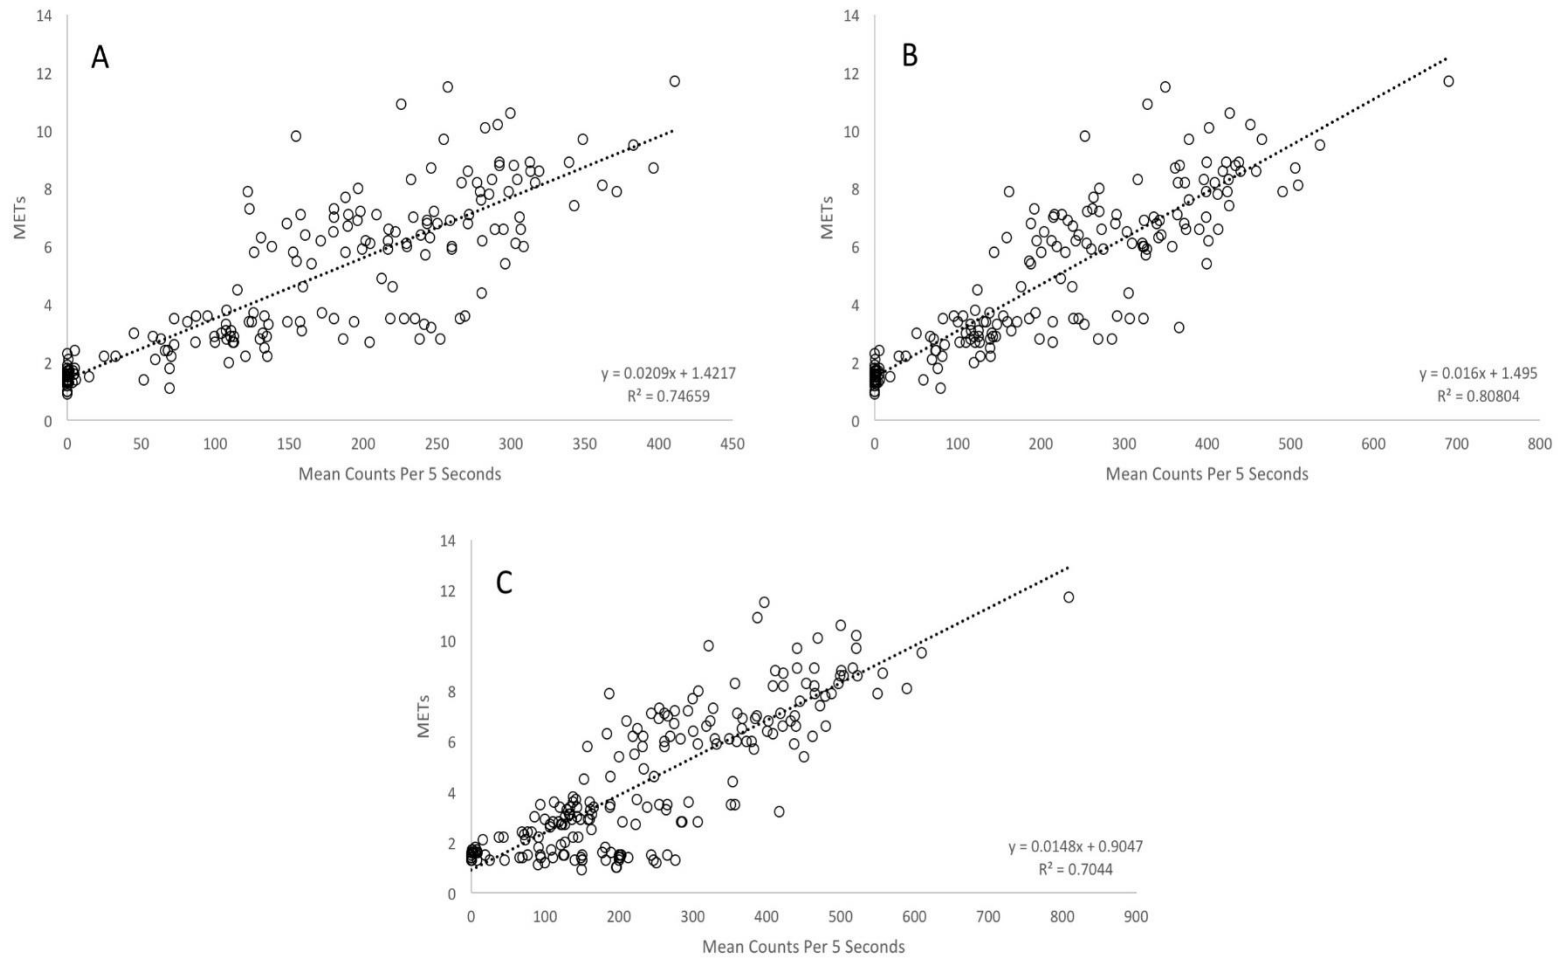 A
METs
14
12
10
8
6
4
2
0
0 50 100 150 200 250 300 350 400 450
Mean Counts Per 5 Seconds
y = 0.0209x + 1.4217
R² = 0.74659
B
METs
14
12
10
8
6
4
2
0
0 100 200 300 400 500 600 700 800
Mean Counts Per 5 Seconds
y = 0.016x + 1.495
R² = 0.80804
C
METs
14
12
10
8
6
4
2
0
0 100 200 300 400 500 600 700 800 900
Mean Counts Per 5 Seconds
y = 0.0148x + 0.9047
R² = 0.7044